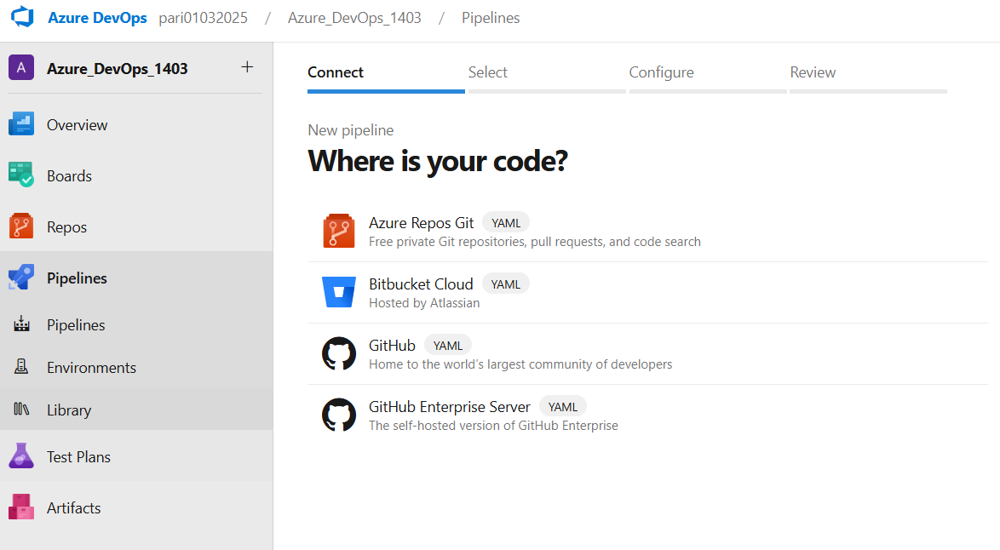 Azure DevOps pari01032025 / Azure_DevOps_1403 / Pipelines
A Azure_DevOps_1403 +
Overview
Boards
Repos
Pipelines
Pipelines
Environments
Library
Test Plans
Artifacts
Connect Select Configure Review
New pipeline
Where is your code?
Azure Repos Git YAML
Free private Git repositories, pull requests, and code search
Bitbucket Cloud YAML
Hosted by Atlassian
GitHub YAML
Home to the world's largest community of developers
GitHub Enterprise Server YAML
The self-hosted version of GitHub Enterprise